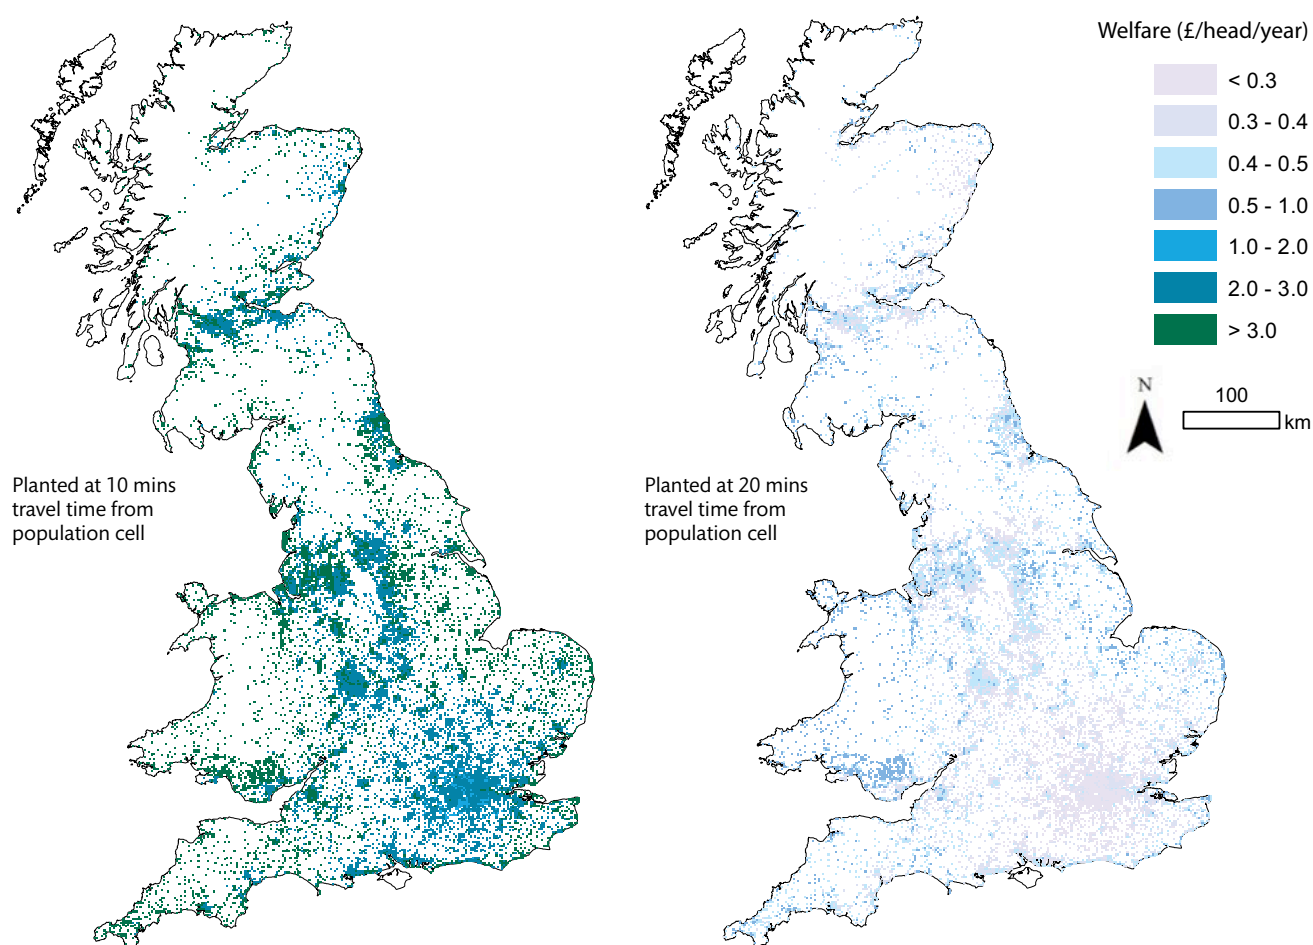 Welfare (£/head/year)
< 0.3
0.3 - 0.4
0.4 - 0.5
0.5 - 1.0
1.0 - 2.0
2.0 - 3.0
> 3.0
N
100
km
Planted at 10 mins
travel time from
population cell
Planted at 20 mins
travel time from
population cell